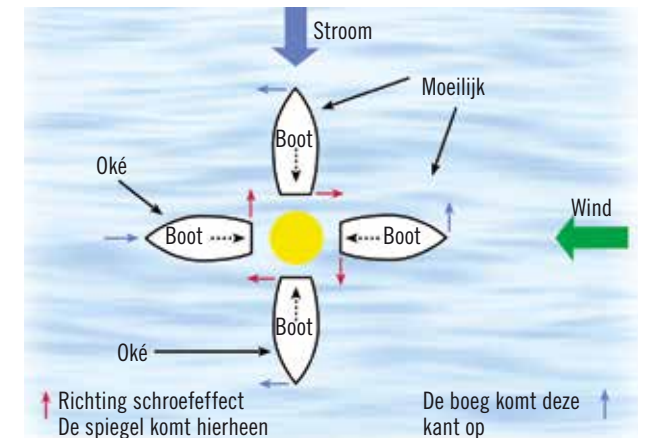 Stroom
Moeilijk
Boot
Oké
Wind
Boot
Boot
Boot
Oké
Richting schroefeffect
De spiegel komt hierheen
De boeg komt deze
kant op